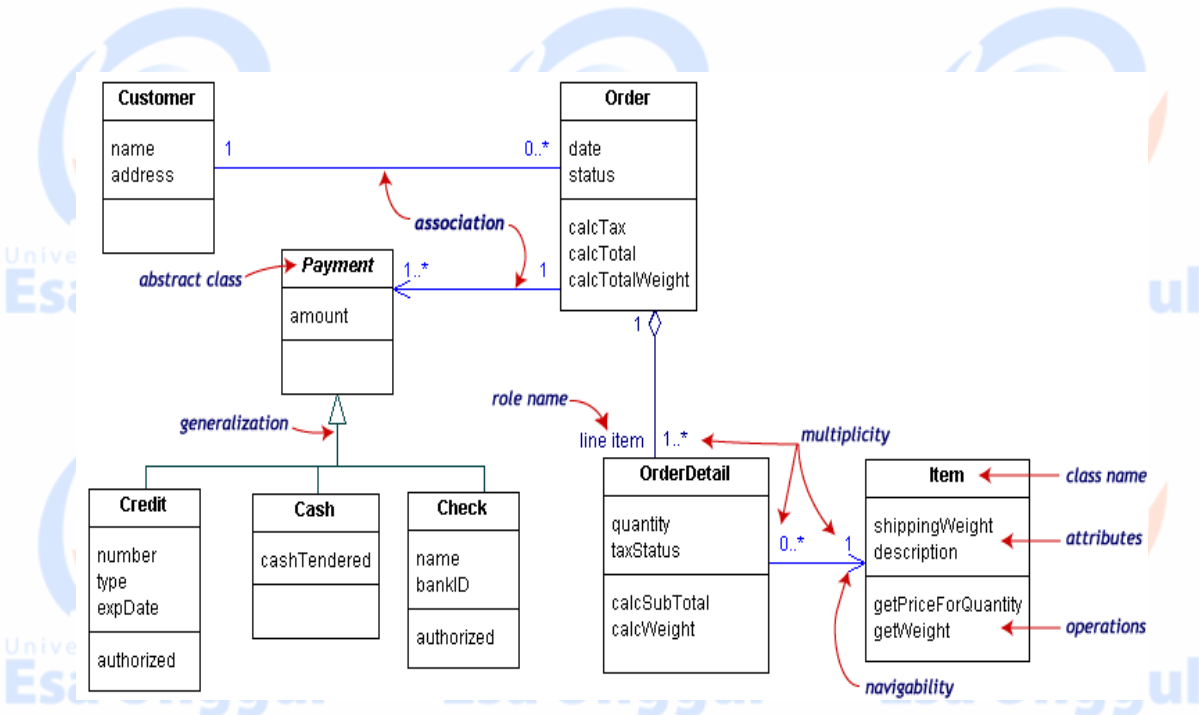 Customer
name
address
1
0..*
Order
date
status
calcTax
calcTotal
calcTotalWeight
association
abstract class
Payment
amount
1..*
1
generalization
Credit
number
type
expDate
authorized
Cash
cashTendered
Check
name
bankID
authorized
1
role name
line item
1..*
multiplicity
OrderDetail
quantity
taxStatus
calcSubTotal
calcWeight
0..*
1
Item
shippingWeight
description
getPriceForQuantity
getWeight
class name
attributes
operations
navigability
Esa Unggul